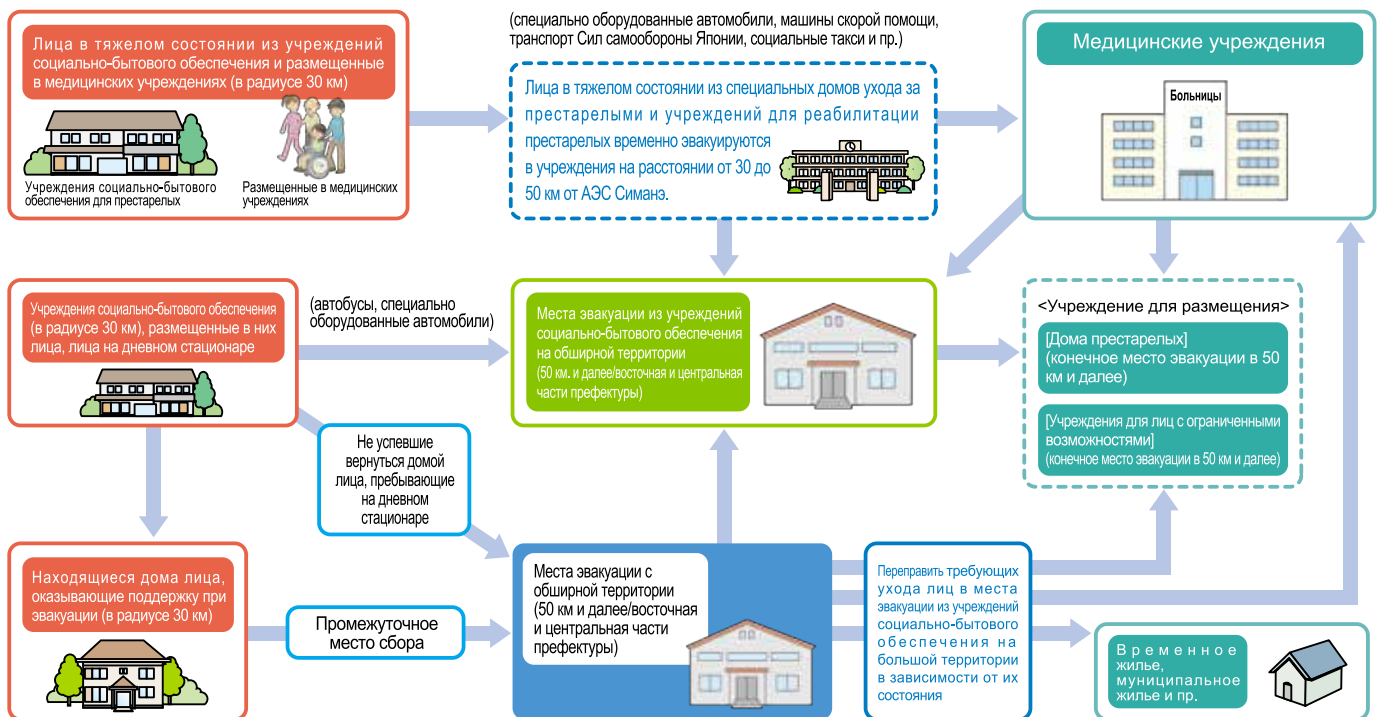 Лица в тяжелом состоянии из учреждений
социально-бытового обеспечения и размещенные
в медицинских учреждениях (в радиусе 30 км)
Учреждения социально-бытового
обеспечения для престарелых
Размещенные в медицинских
учреждениях
(специально оборудованные автомобили, машины скорой помощи,
транспорт Сил самообороны Японии, социальные такси и пр.)
Лица в тяжелом состоянии из специальных домов ухода за
престарелыми и учреждений для реабилитации
престарелых временно эвакуируются
в учреждения на расстоянии от 30 до
50 км от АЭС Симанэ.
Медицинские учреждения
Больницы
Учреждения социально-бытового обеспечения
(в радиусе 30 км), размещенные в них
лица, лица на дневном стационаре
(автобусы, специально
оборудованные автомобили)
Места эвакуации из учреждений
социально-бытового обеспечения
на обширной территории
(50 км. и далее/восточная и центральная
части префектуры)
<Учреждение для размещения>
[Дома престарелых]
(конечное место эвакуации в 50
км и далее)
[Учреждения для лиц с ограниченными
возможностями]
(конечное место эвакуации в 50 км и далее)
Не успевшие
вернуться домой
лица, пребывающие
на дневном
стационаре
Находящиеся дома лица,
оказывающие поддержку при
эвакуации (в радиусе 30 км)
Промежуточное
место сбора
Места эвакуации с
обширной территории
(50 км и далее/восточная
и центральная части
префектуры)
Переправить требующих
ухода лиц в места
эвакуации из учреждений
социально-бытового
обеспечения на
большой территории
в зависимости от их
состояния
Временное
жилье,
муниципальное
жилье и пр.